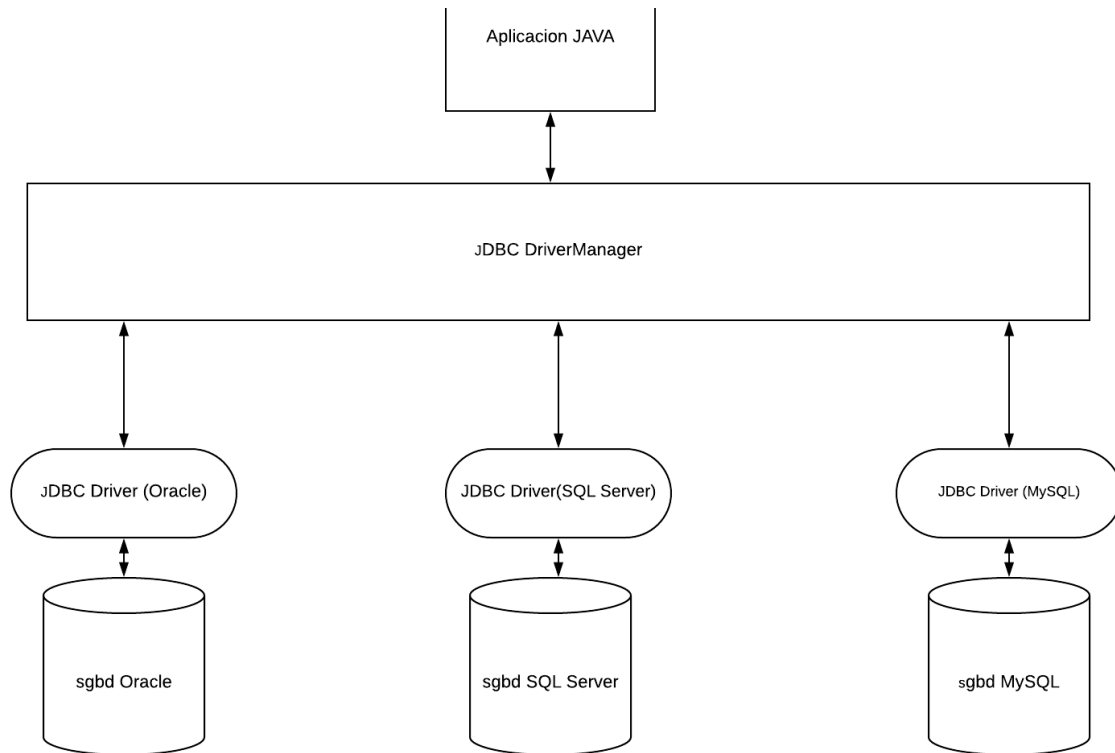 Aplicacion JAVA
JDBC DriverManager
JDBC Driver (Oracle)
JDBC Driver(SQL Server)
JDBC Driver (MySQL)
sgbd Oracle
sgbd SQL Server
sgbd MySQL